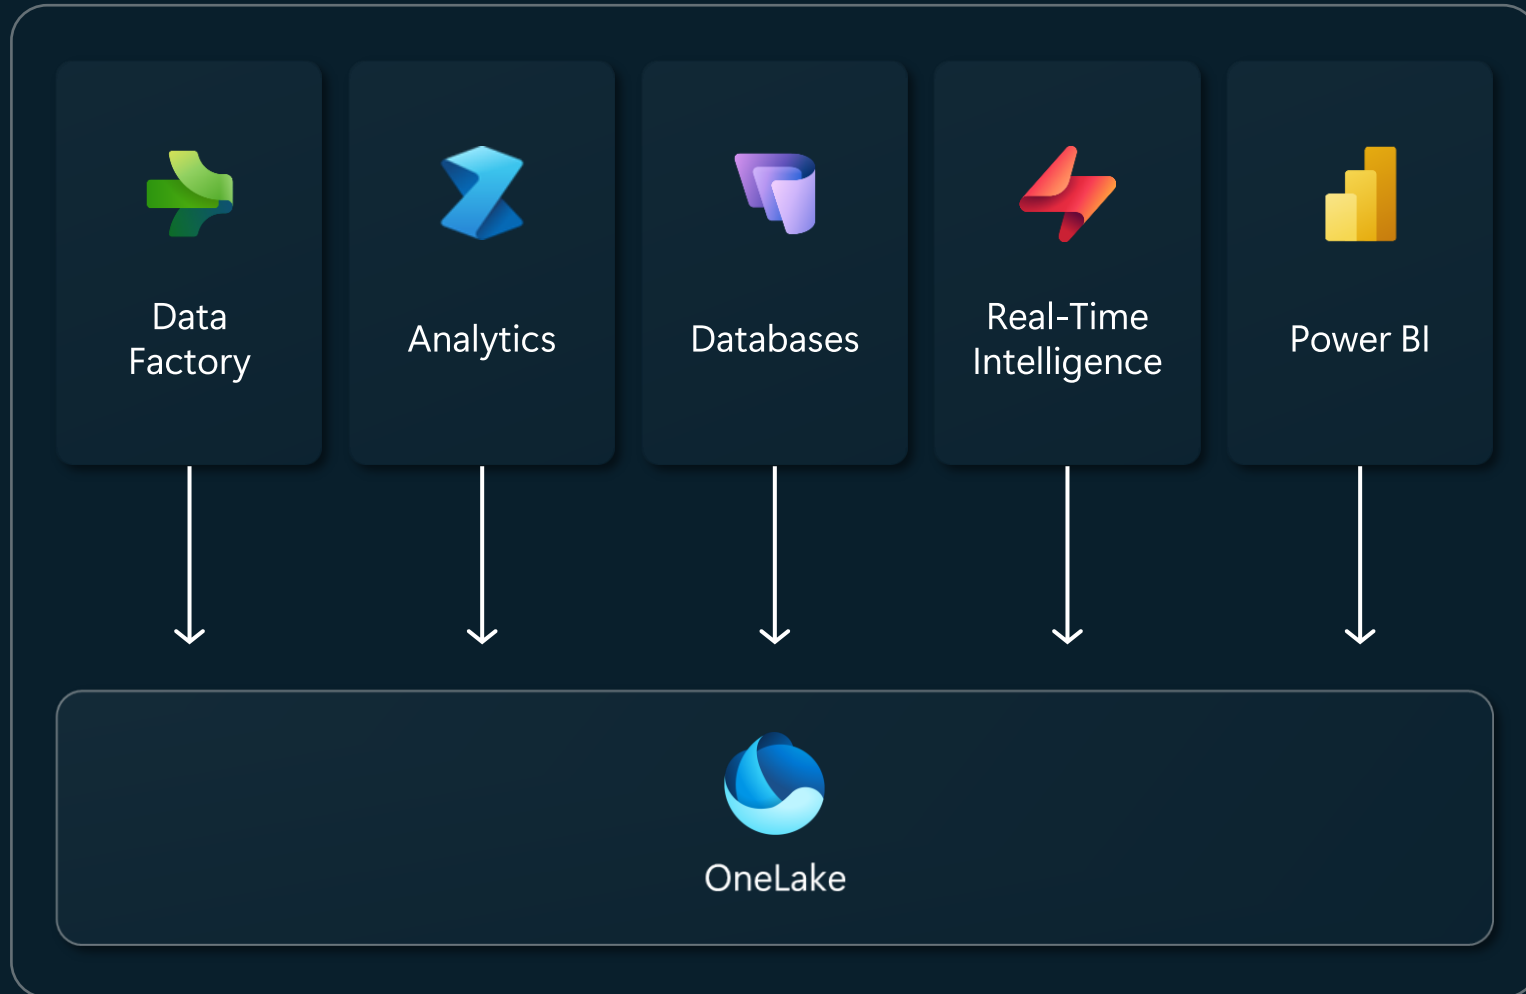 Data
Factory
Analytics
Databases
Real-Time
Intelligence
Power BI
OneLake